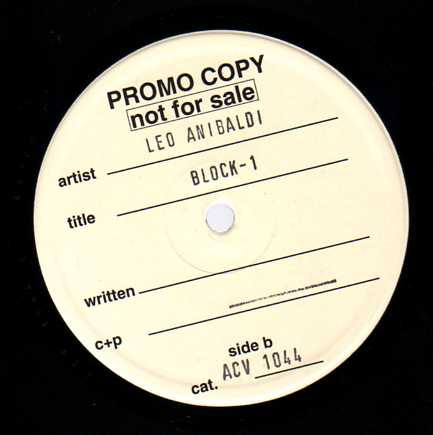 PROMO COPY
not for sale
artist LEO ANIBALDI
title BLOCK-1
written
c+p
side b
cat. ACV 1044